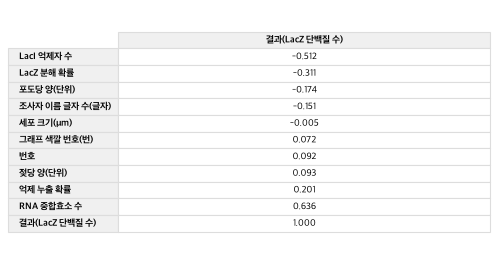 결과(LacZ 단백질 수)
LacI 억제자 수 -0.512
LacZ 분해 확률 -0.311
포도당 양(단위) -0.174
조사자 이름 글자 수(글자) -0.151
세포 크기(μm) -0.005
그래프 색깔 번호(번) 0.072
번호 0.092
젖당 양(단위) 0.093
억제 누출 확률 0.201
RNA 중합효소 수 0.636
결과(LacZ 단백질 수) 1.000